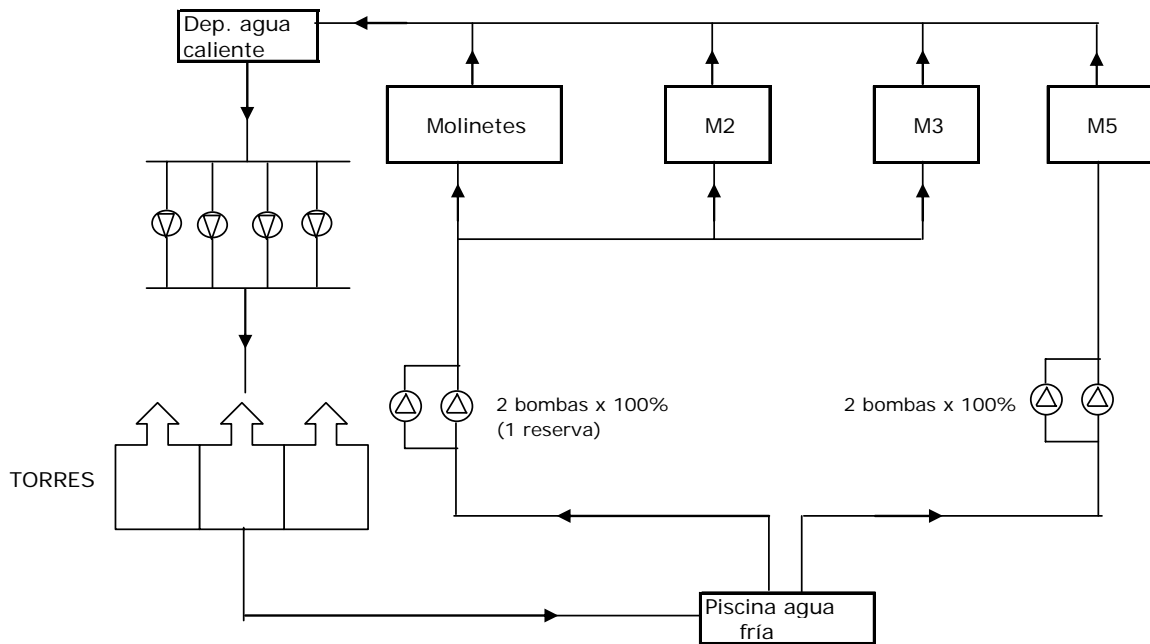 Dep. agua
caliente
Molinetes
M2
M3
M5
2 bombas x 100%
(1 reserva)
2 bombas x 100%
TORRES
Piscina agua
fría